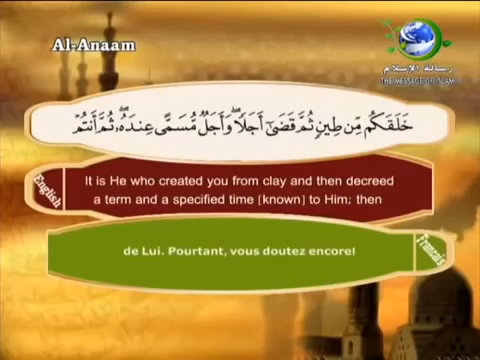 Al-Anaam
رسالة الإسلام
THE MESSAGE OF ISLAM
خَلَقَكُم مِّن طِينٍ ثُمَّ قَضَىٰٓ أَجَلًا ۖ وَأَجَلٌ مُّسَمًّى عِندَهُۥ ۖ ثُمَّ أَنتُمْ
English
It is He who created you from clay and then decreed
a term and a specified time [known] to Him; then
de Lui. Pourtant, vous doutez encore!
Francais